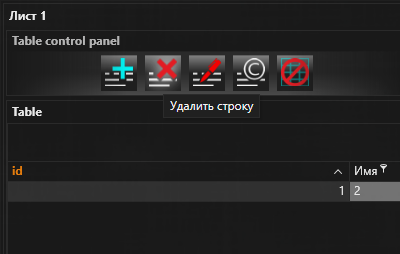 Лист 1
Table control panel
©
Удалить строку
Table
id
Имя
1
2